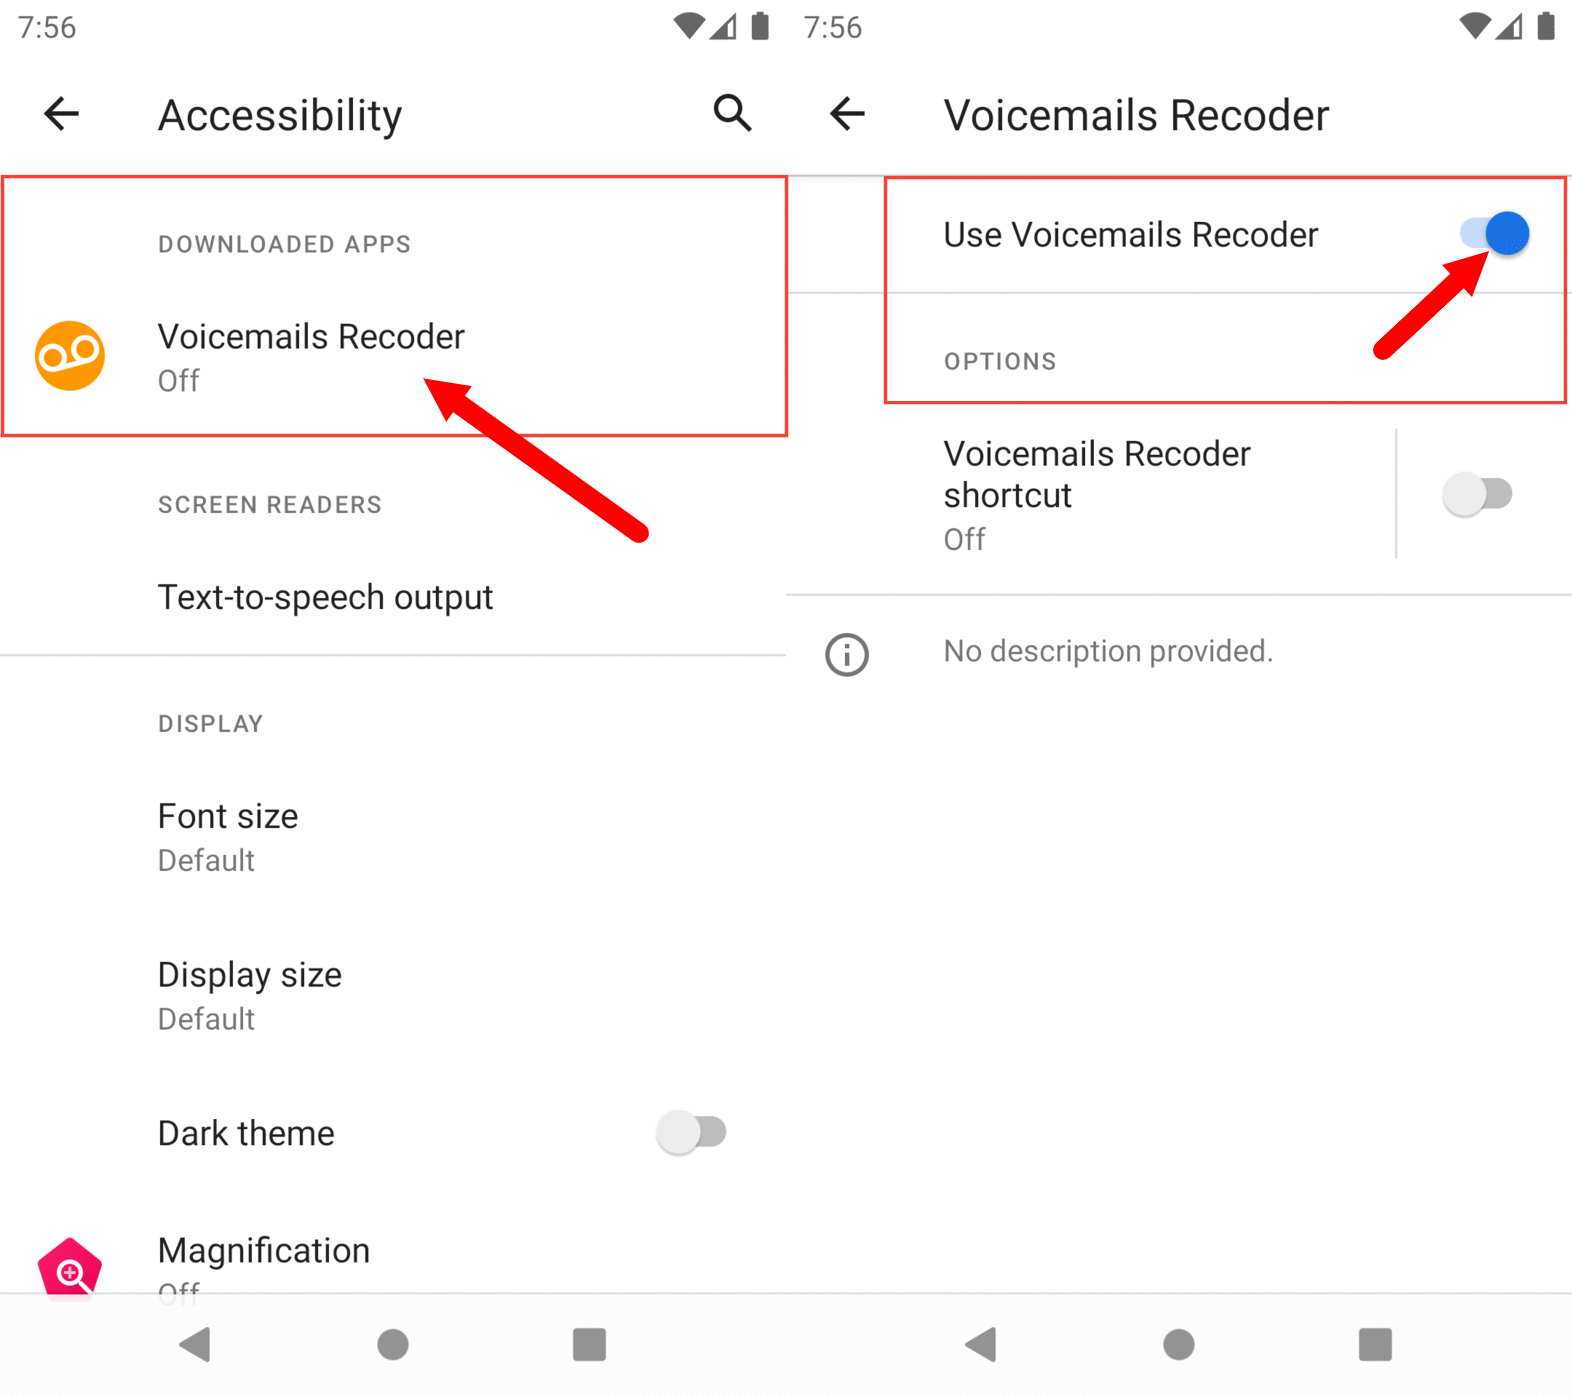 7:56
Accessibility
DOWNLOADED APPS
Voicemails Recoder
Off
SCREEN READERS
Text-to-speech output
DISPLAY
Font size
Default
Display size
Default
Dark theme
Magnification
Off
7:56
Voicemails Recoder
Use Voicemails Recoder
OPTIONS
Voicemails Recoder
shortcut
Off
No description provided.